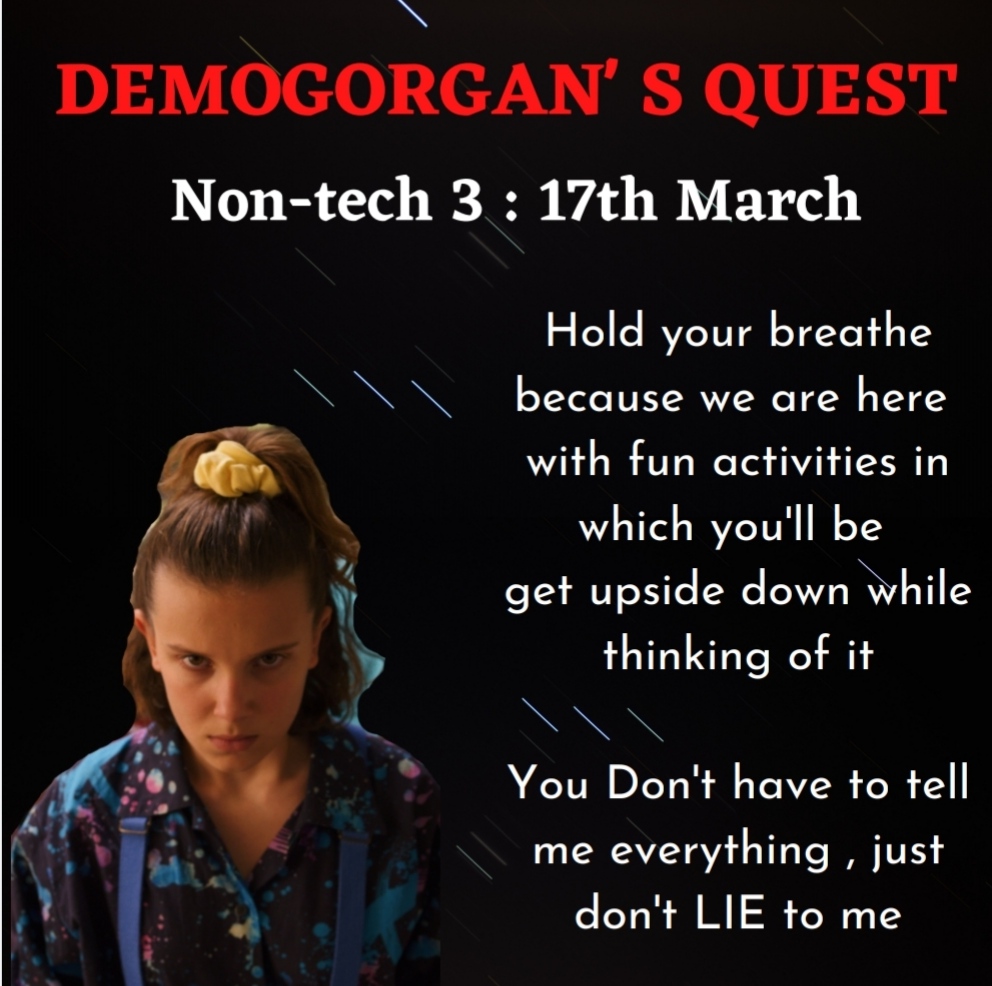 DEMOGORGAN' S QUEST
Non-tech 3 : 17th March
Hold your breathe
because we are here
with fun activities in
which you'll be
get upside down while
thinking of it
You Don't have to tell
me everything , just
don't LIE to me